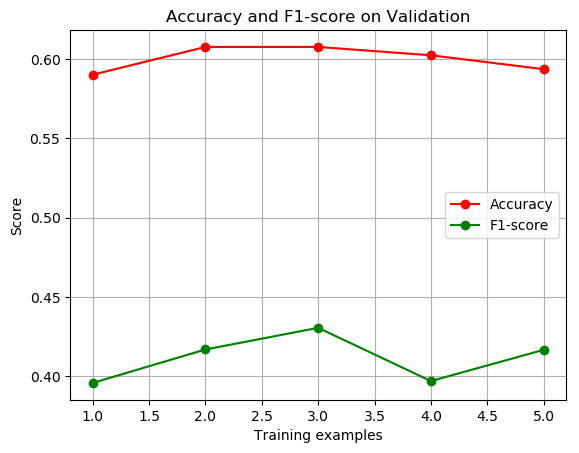 Accuracy and F1-score on Validation
Score
0.60
0.55
0.50
0.45
0.40
Accuracy
F1-score
1.0 1.5 2.0 2.5 3.0 3.5 4.0 4.5 5.0
Training examples